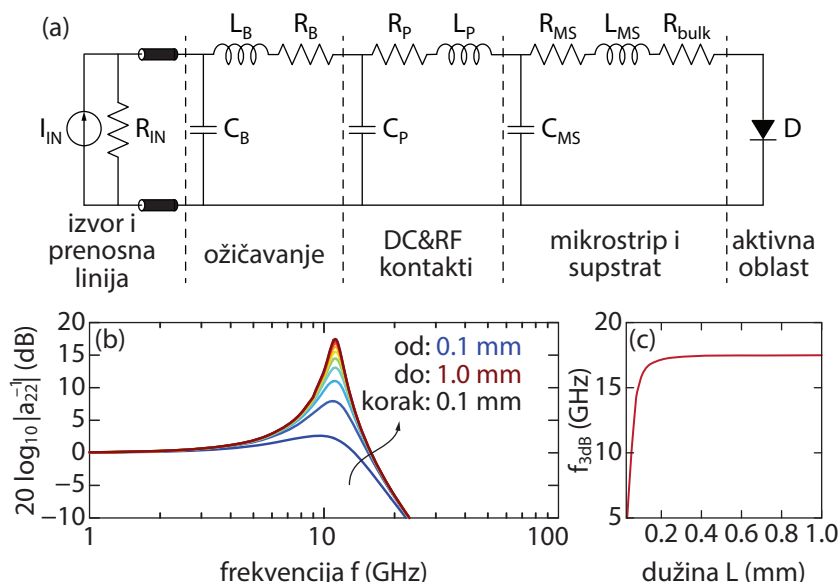 (a)
L_B R_B R_P L_P R_MS L_MS R_bulk
I_IN R_IN C_B C_P C_MS D
izvor i
prenosna
linija
ožičavanje
DC&RF
kontakti
mikrostrip i
supstrat
aktivna
oblast
(b)
20 log₁₀ |a₂₂⁻¹| (dB)
20
15
10
5
0
−5
−10
od: 0.1 mm
do: 1.0 mm
korak: 0.1 mm
1 10 100
frekvencija f (GHz)
(c)
f_3dB (GHz)
20
15
10
5
0.2 0.4 0.6 0.8 1.0
dužina L (mm)